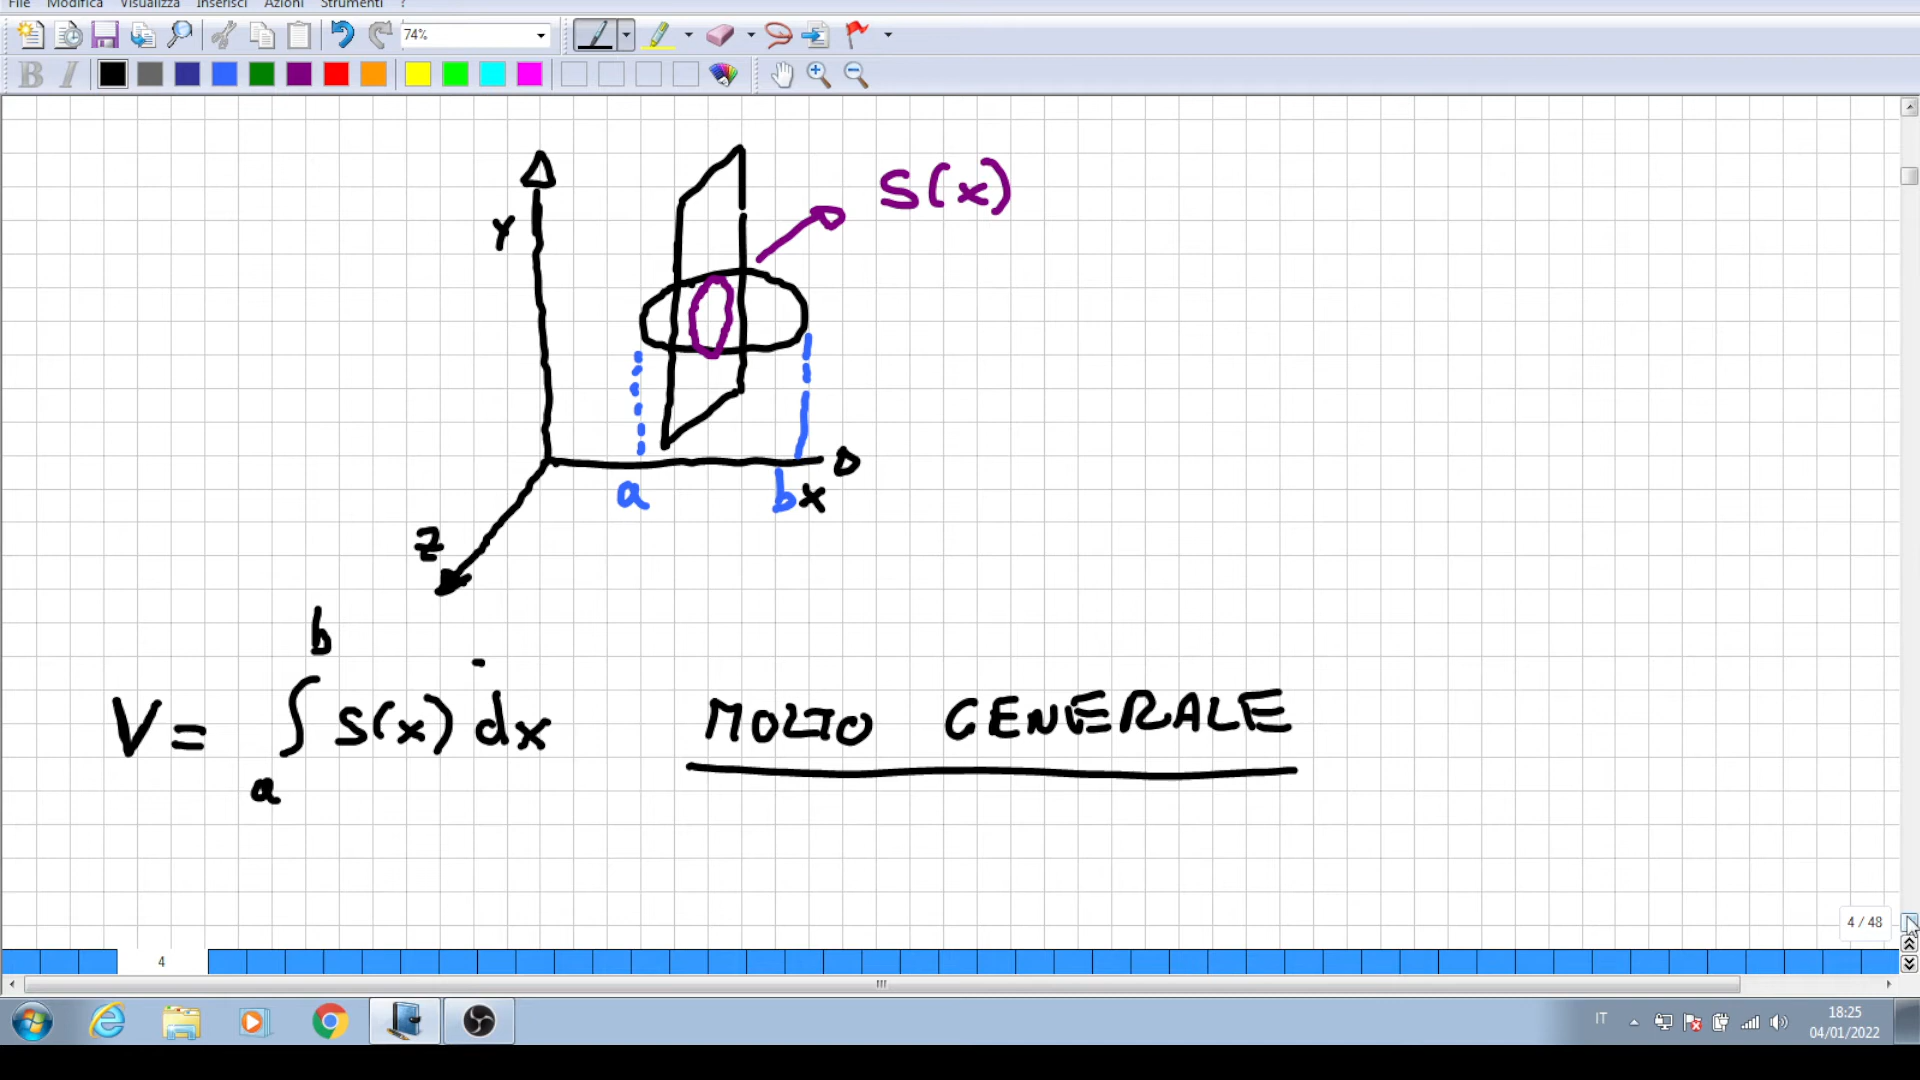 File Modifica Visualizza Inserisci Azioni Strumenti ?
74%
B I
Y
S(x)
a
b x
z
b
V = ∫ S(x) dx
a
MOLTO GENERALE
4 / 48
4
IT
18:25
04/01/2022